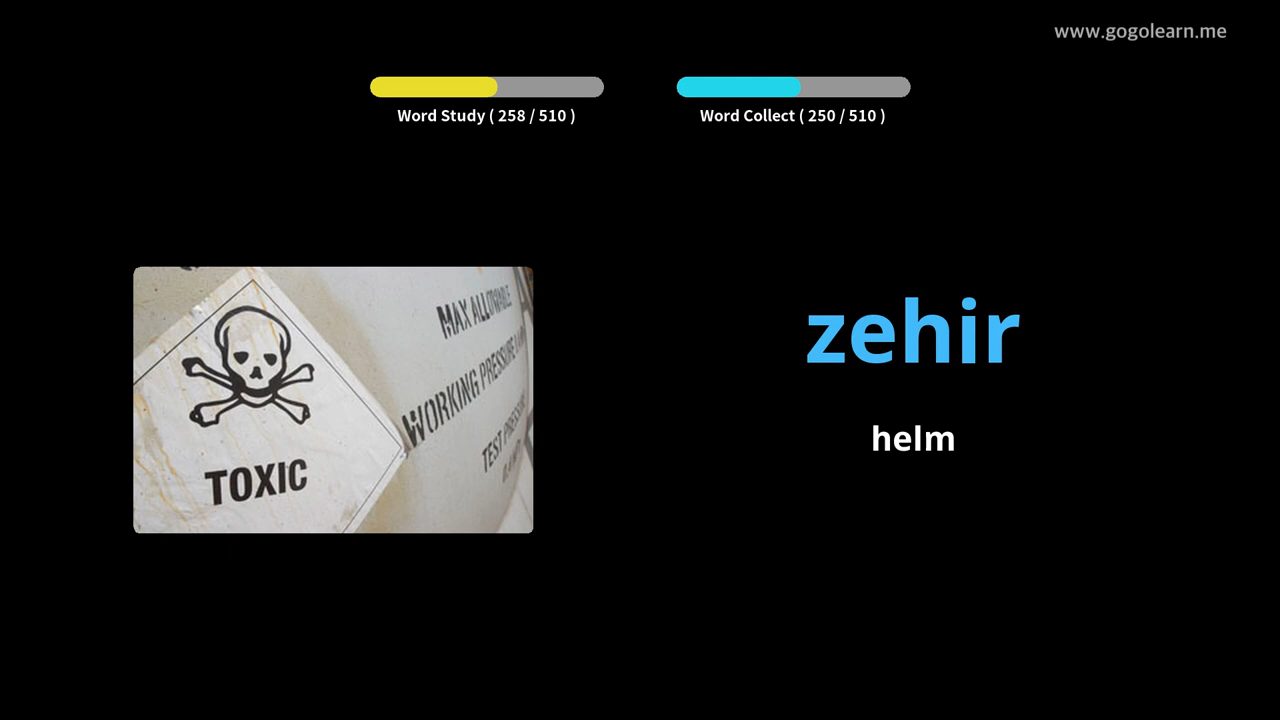 www.gogolearn.me
Word Study ( 258 / 510 )
Word Collect ( 250 / 510 )
MAX ALLOWABLE
WORKING PRESSURE
TEST PRESSURE
TOXIC
zehir
helm